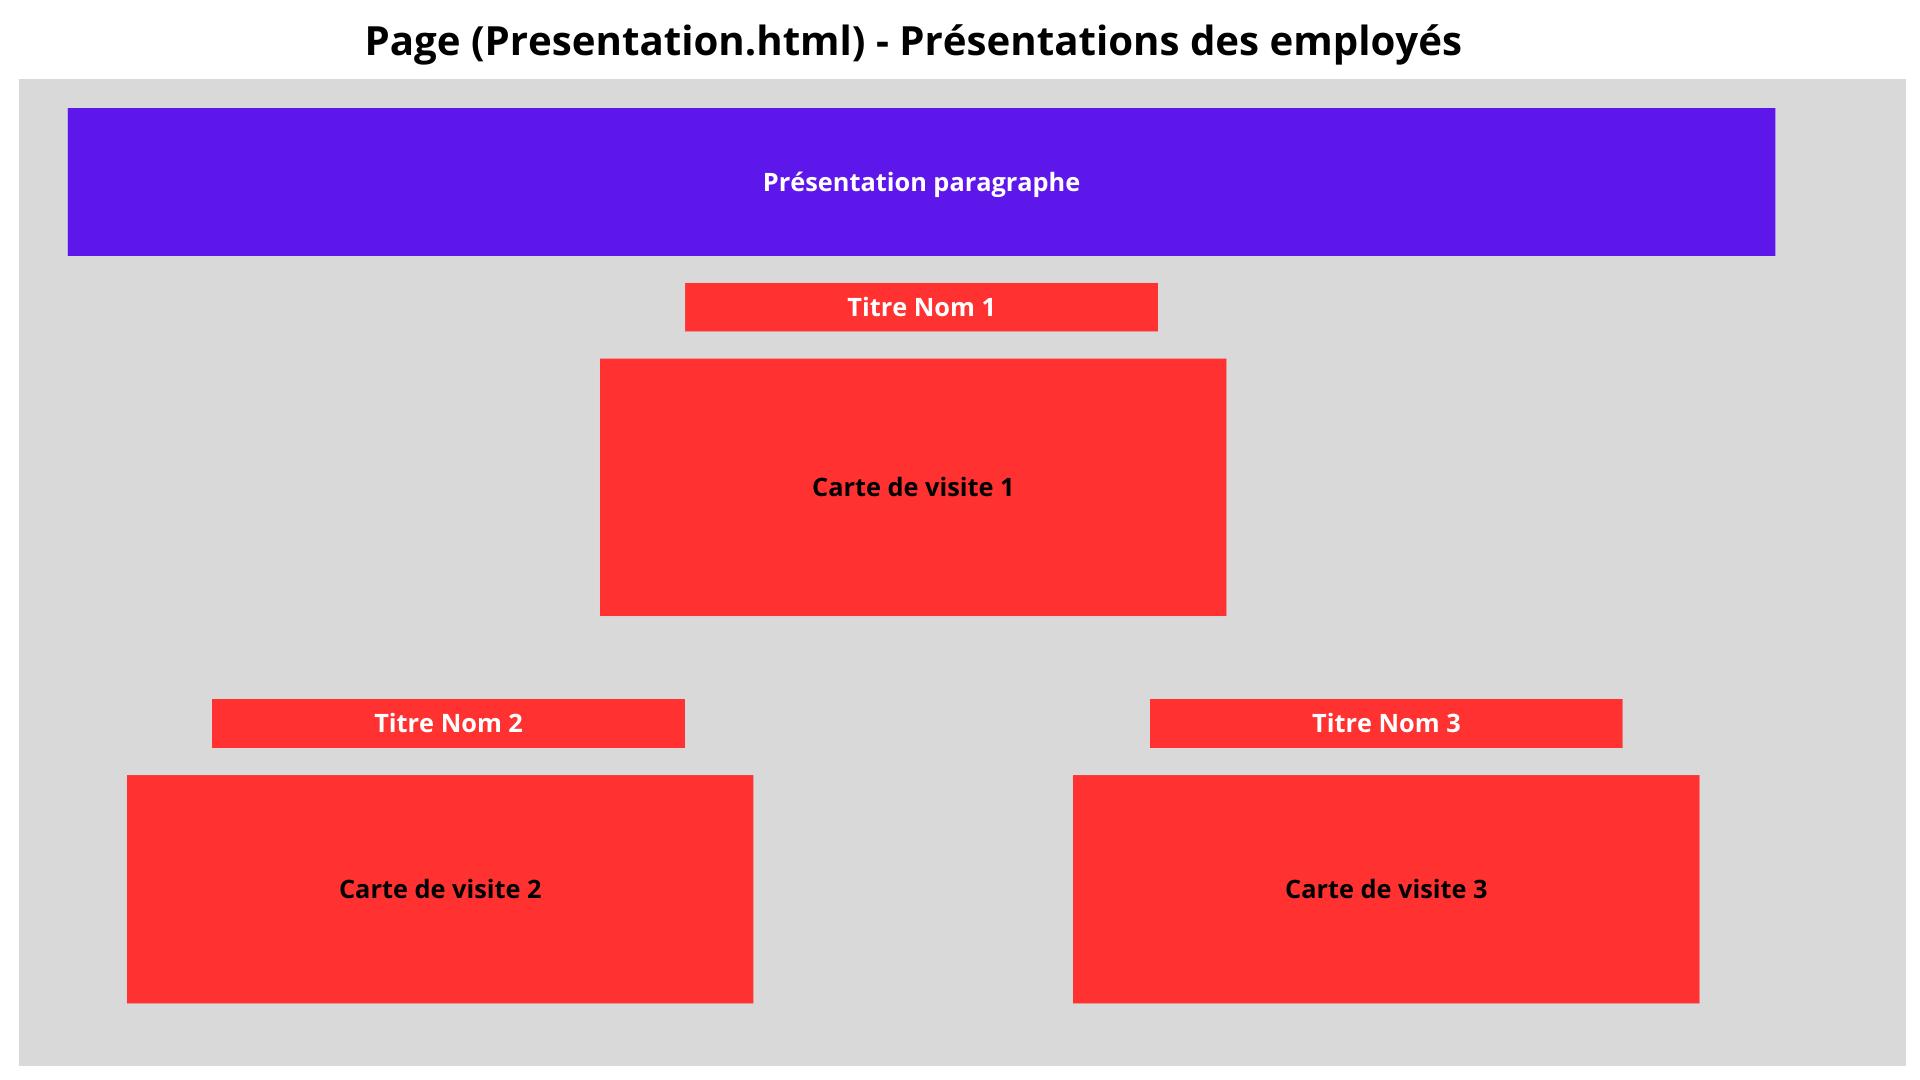 Page (Presentation.html) - Présentations des employés
Présentation paragraphe
Titre Nom 1
Carte de visite 1
Titre Nom 2
Titre Nom 3
Carte de visite 2
Carte de visite 3